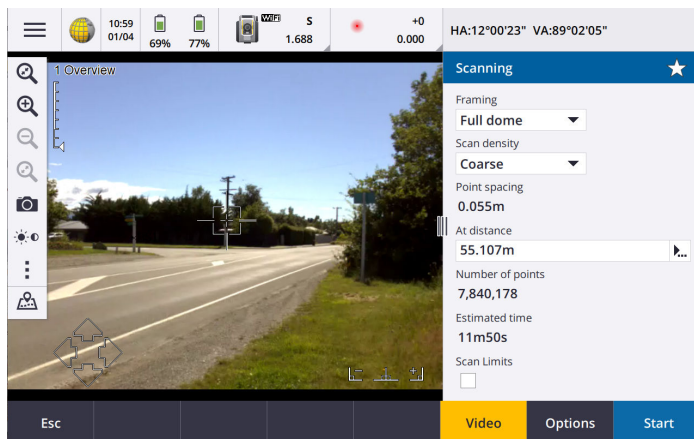 10:59
01/04
69%
77%
WiFi
S
1.688
+0
0.000
HA:12°00'23" VA:89°02'05"
1 Overview
Scanning
Framing
Full dome
Scan density
Coarse
Point spacing
0.055m
At distance
55.107m
Number of points
7,840,178
Estimated time
11m50s
Scan Limits
Esc
Video
Options
Start